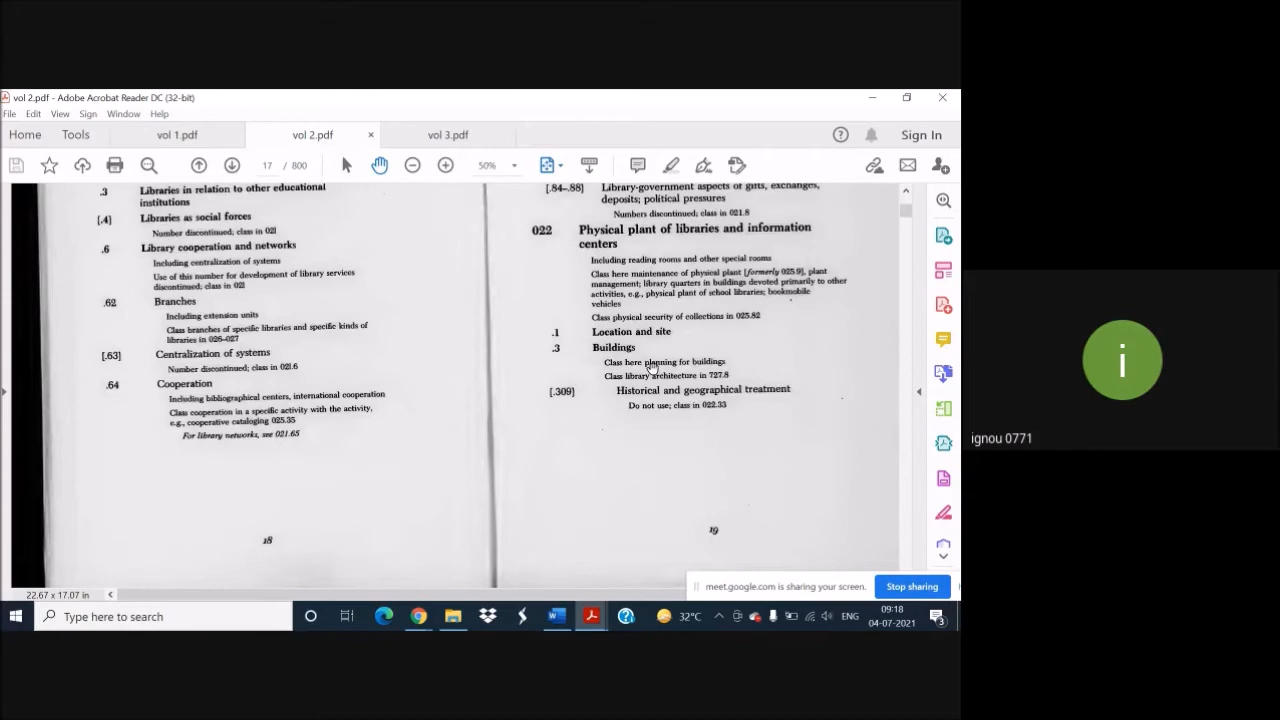 vol 2.pdf - Adobe Acrobat Reader DC (32-bit)
File Edit View Sign Window Help
Home Tools vol 1.pdf vol 2.pdf × vol 3.pdf Sign In
17 / 800 50%
.3 Libraries in relation to other educational
institutions
[.4] Libraries as social forces
Number discontinued; class in 021
.6 Library cooperation and networks
Including centralization of systems
Use of this number for development of library services
discontinued; class in 021
.62 Branches
Including extension units
Class branches of specific libraries and specific kinds of
libraries in 026–027
[.63] Centralization of systems
Number discontinued; class in 021.6
.64 Cooperation
Including bibliographical centers, international cooperation
Class cooperation in a specific activity with the activity,
e.g., cooperative cataloging 025.35
For library networks, see 021.65
18
[.84–.88] Library-government aspects of gifts, exchanges,
deposits; political pressures
Numbers discontinued; class in 021.8
022 Physical plant of libraries and information
centers
Including reading rooms and other special rooms
Class here maintenance of physical plant [formerly 025.9], plant
management; library quarters in buildings devoted primarily to other
activities, e.g., physical plant of school libraries; bookmobile
vehicles
Class physical security of collections in 025.82
.1 Location and site
.3 Buildings
Class here planning for buildings
Class library architecture in 727.8
[.309] Historical and geographical treatment
Do not use; class in 022.33
19
22.67 x 17.07 in
meet.google.com is sharing your screen. Stop sharing
Type here to search
32°C ENG
09:18
04-07-2021
3
i
ignou 0771